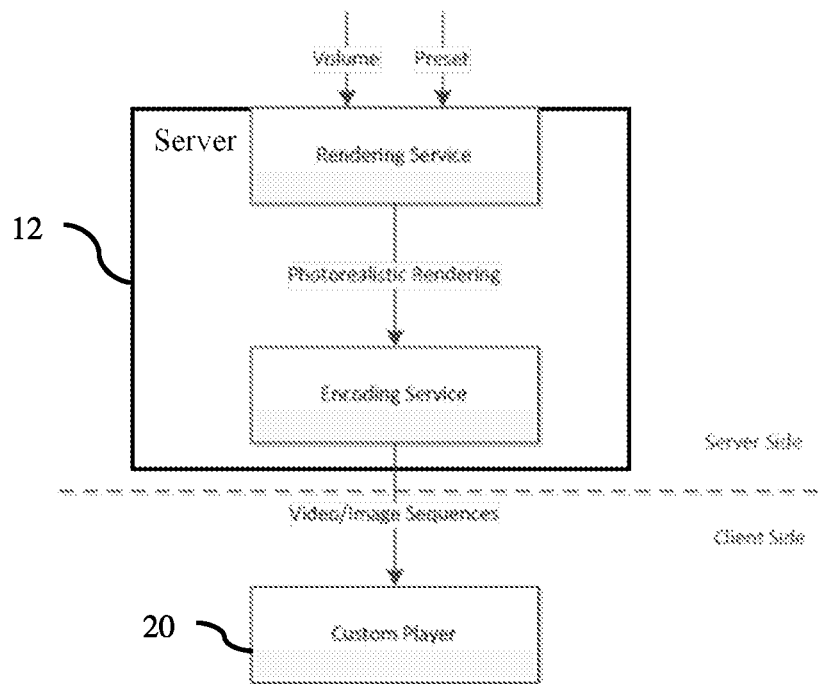 Volume Preset
Server
Rendering Service
12
Photorealistic Rendering
Encoding Service
Server Side
Video/Image Sequences
Client Side
20
Custom Player